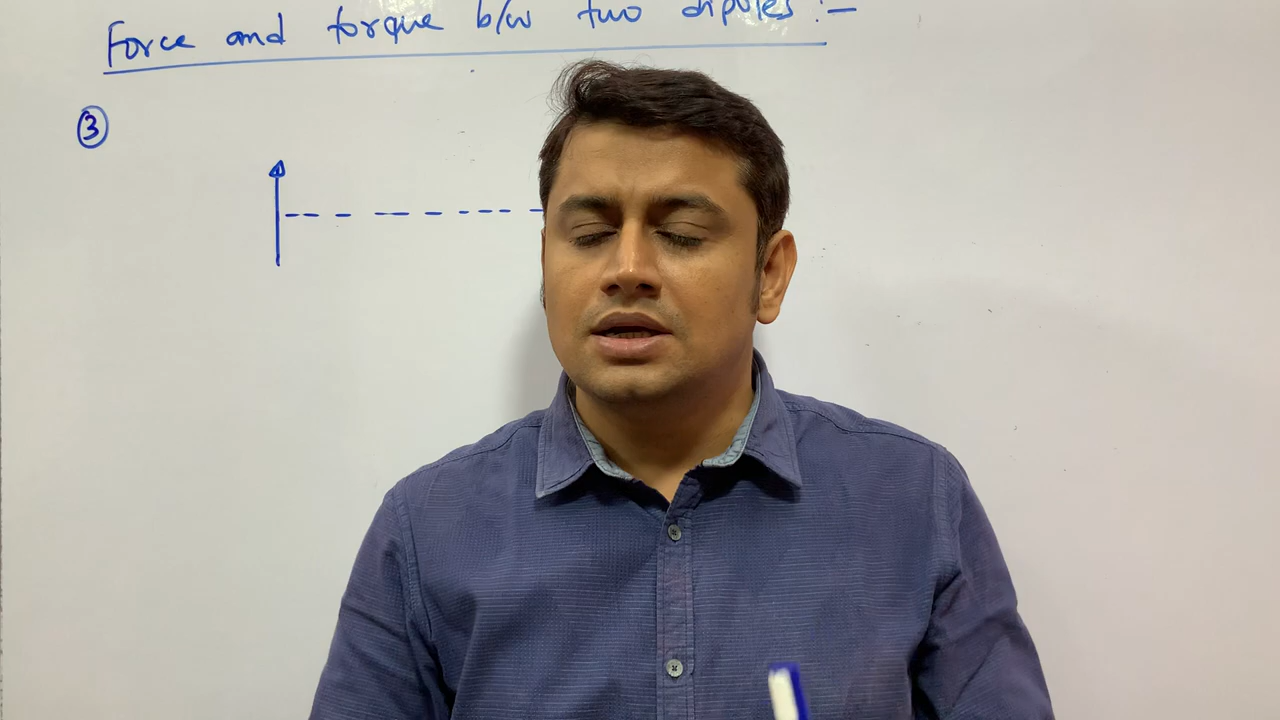 Force and torque b/w two dipoles :-
③